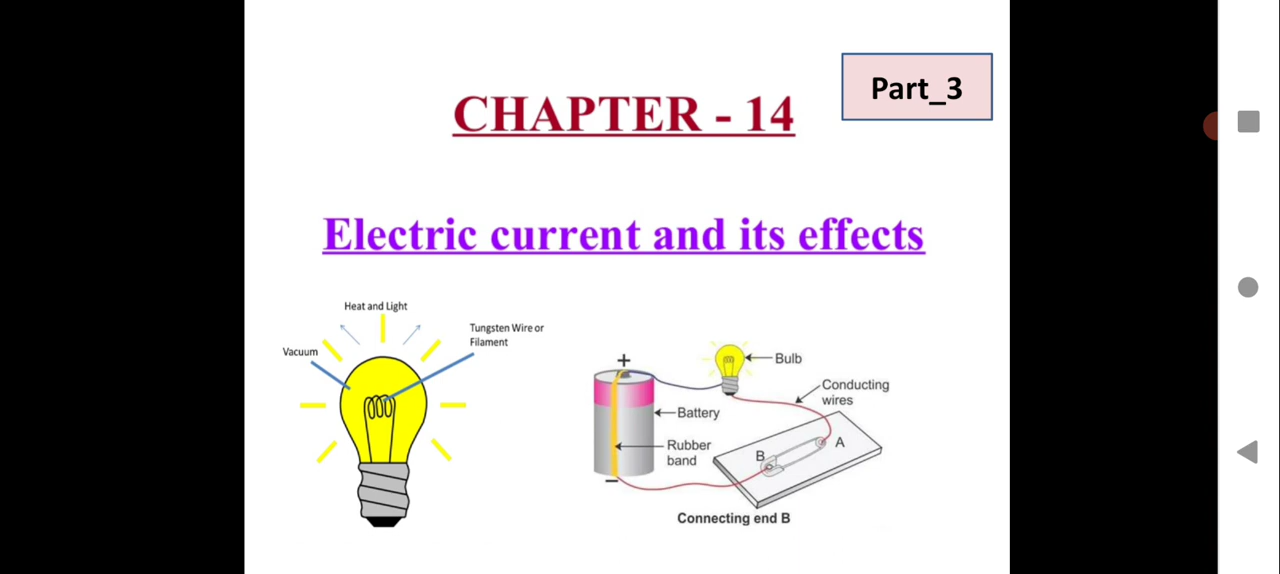 Part_3
CHAPTER - 14
Electric current and its effects
Heat and Light
Vacuum
Tungsten Wire or
Filament
+
Bulb
Conducting
wires
Battery
Rubber
band
A
B
−
Connecting end B